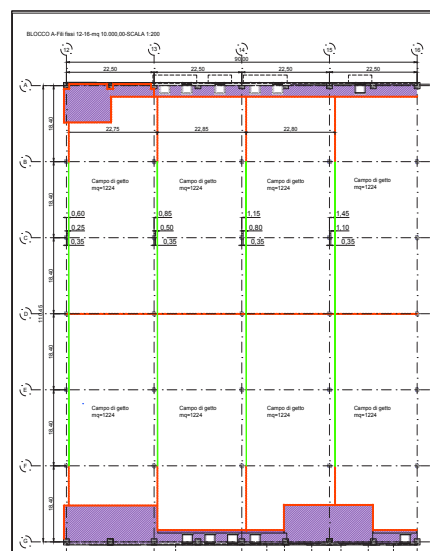 BLOCCO A-Fili fissi 12-16-mq 10.000,00-SCALA 1:200
12 13 14 15 16
90,00
22,50 22,50 22,50 22,50
A
18,40
22,75 22,85 22,80
B
Campo di getto mq=1224
Campo di getto mq=1224
Campo di getto mq=1224
Campo di getto mq=1224
18,40
0,60 0,85 1,15 1,45
0,25 0,50 0,80 1,10
C
0,35 0,35 0,35 0,35
18,40
D
18,40
E
Campo di getto mq=1224
Campo di getto mq=1224
Campo di getto mq=1224
Campo di getto mq=1224
18,40
F
18,40
G